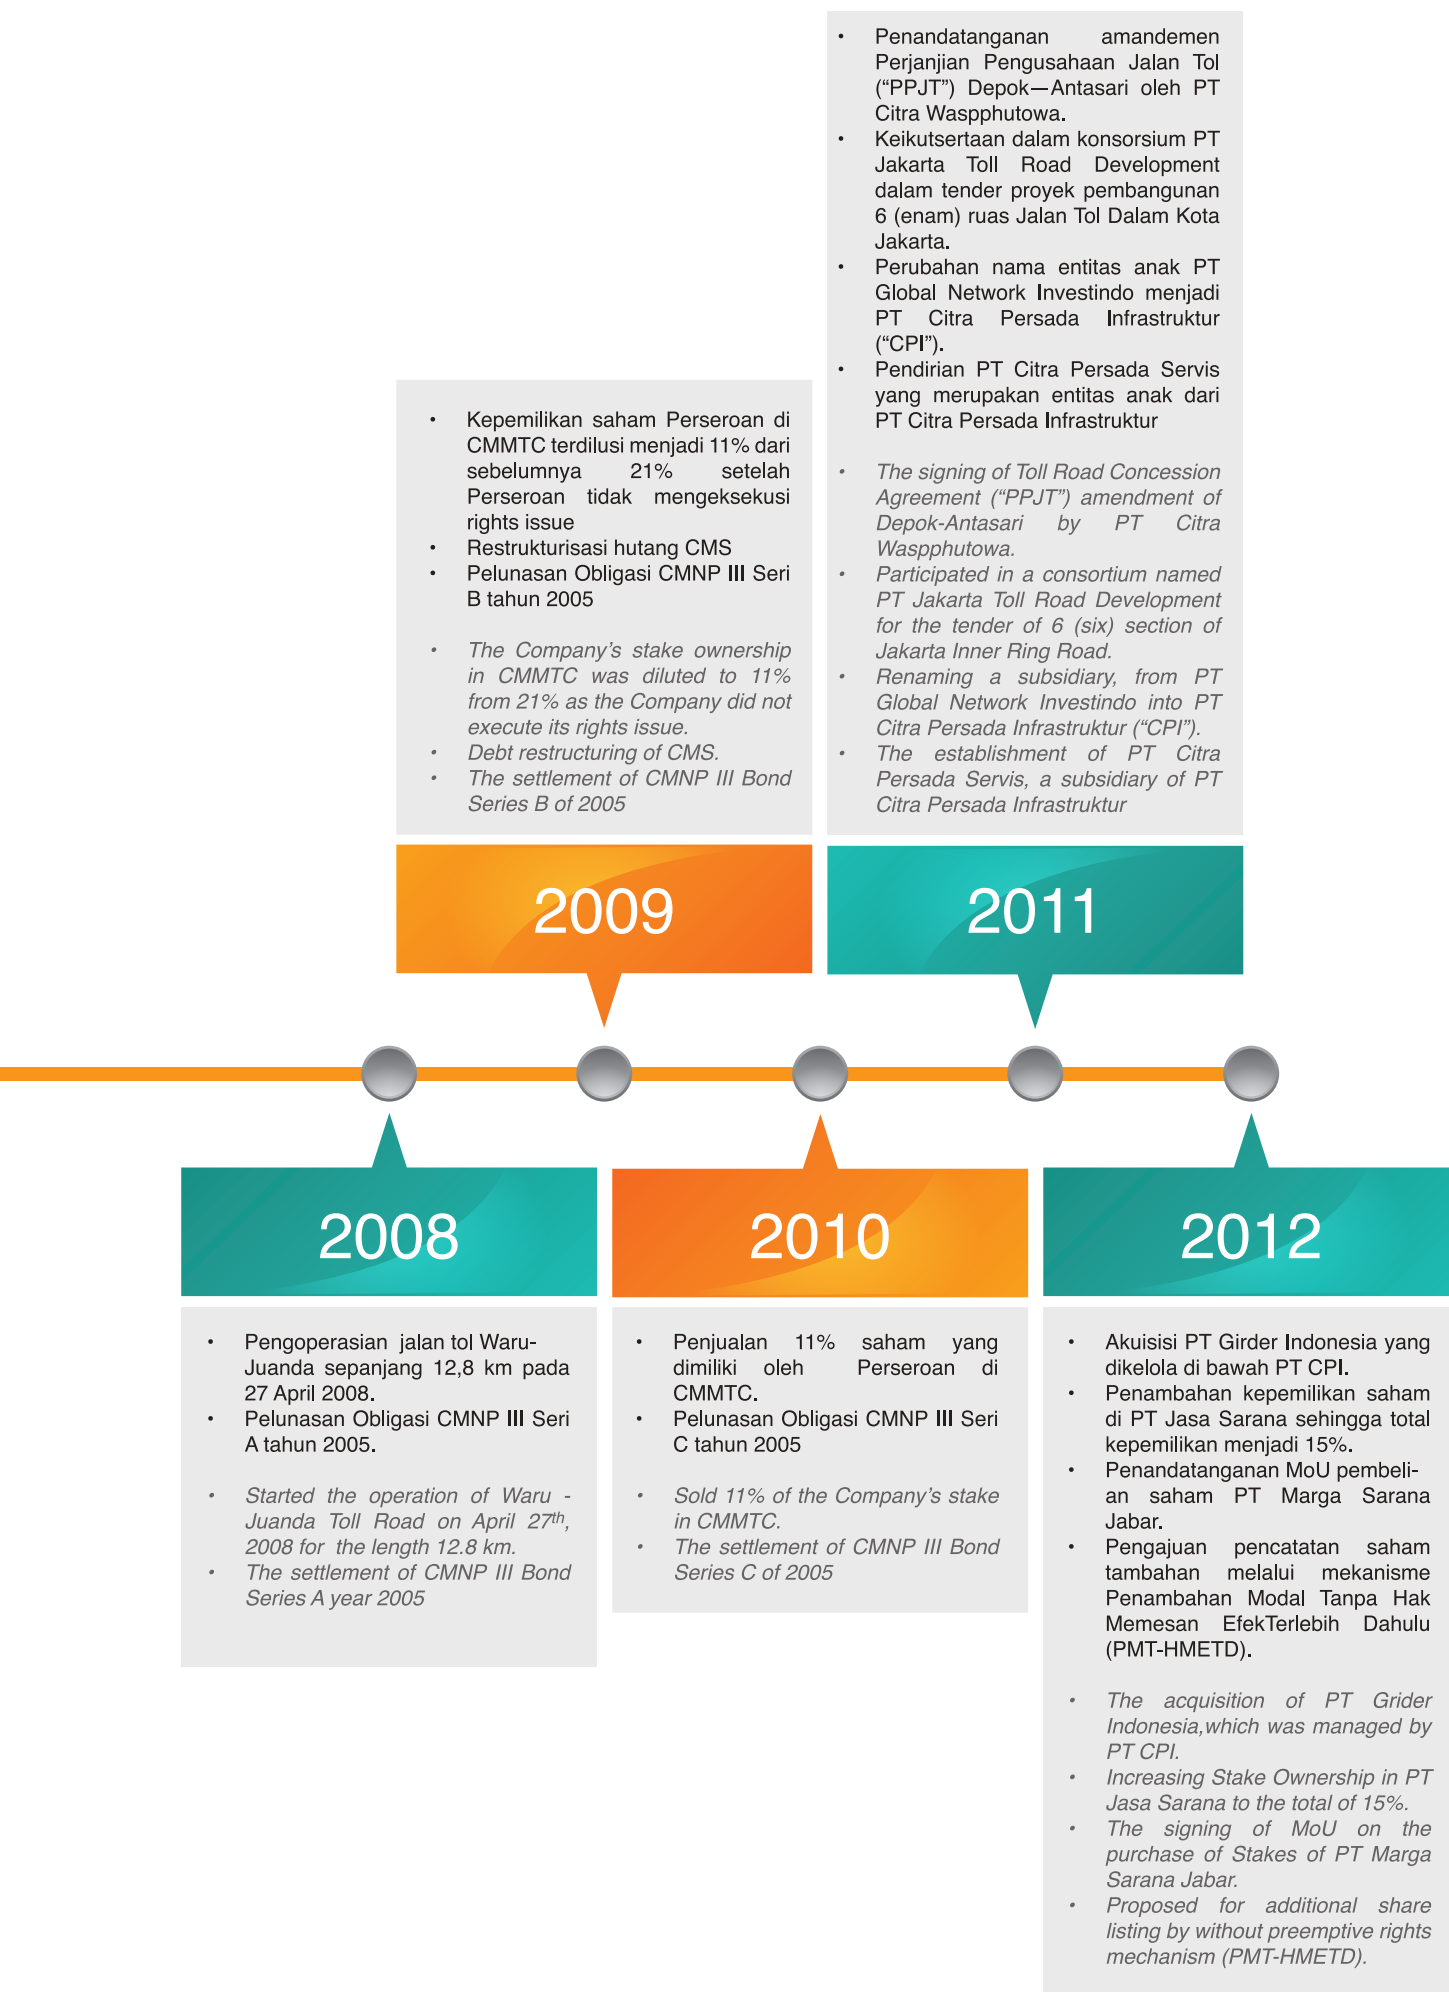 • Penandatanganan amandemen
Perjanjian Pengusahaan Jalan Tol
(“PPJT”) Depok—Antasari oleh PT
Citra Waspphutowa.
• Keikutsertaan dalam konsorsium PT
Jakarta Toll Road Development
dalam tender proyek pembangunan
6 (enam) ruas Jalan Tol Dalam Kota
Jakarta.
• Perubahan nama entitas anak PT
Global Network Investindo menjadi
PT Citra Persada Infrastruktur
(“CPI”).
• Pendirian PT Citra Persada Servis
yang merupakan entitas anak dari
PT Citra Persada Infrastruktur
• The signing of Toll Road Concession
Agreement (“PPJT”) amendment of
Depok-Antasari by PT Citra
Waspphutowa.
• Participated in a consortium named
PT Jakarta Toll Road Development
for the tender of 6 (six) section of
Jakarta Inner Ring Road.
• Renaming a subsidiary, from PT
Global Network Investindo into PT
Citra Persada Infrastruktur (“CPI”).
• The establishment of PT Citra
Persada Servis, a subsidiary of PT
Citra Persada Infrastruktur
• Kepemilikan saham Perseroan di
CMMTC terdilusi menjadi 11% dari
sebelumnya 21% setelah
Perseroan tidak mengeksekusi
rights issue
• Restrukturisasi hutang CMS
• Pelunasan Obligasi CMNP III Seri
B tahun 2005
• The Company’s stake ownership
in CMMTC was diluted to 11%
from 21% as the Company did not
execute its rights issue.
• Debt restructuring of CMS.
• The settlement of CMNP III Bond
Series B of 2005
2009
2011
2008
2010
2012
• Pengoperasian jalan tol Waru-
Juanda sepanjang 12,8 km pada
27 April 2008.
• Pelunasan Obligasi CMNP III Seri
A tahun 2005.
• Started the operation of Waru -
Juanda Toll Road on April 27th,
2008 for the length 12.8 km.
• The settlement of CMNP III Bond
Series A year 2005
• Penjualan 11% saham yang
dimiliki oleh Perseroan di
CMMTC.
• Pelunasan Obligasi CMNP III Seri
C tahun 2005
• Sold 11% of the Company’s stake
in CMMTC.
• The settlement of CMNP III Bond
Series C of 2005
• Akuisisi PT Girder Indonesia yang
dikelola di bawah PT CPI.
• Penambahan kepemilikan saham
di PT Jasa Sarana sehingga total
kepemilikan menjadi 15%.
• Penandatanganan MoU pembeli-
an saham PT Marga Sarana
Jabar.
• Pengajuan pencatatan saham
tambahan melalui mekanisme
Penambahan Modal Tanpa Hak
Memesan EfekTerlebih Dahulu
(PMT-HMETD).
• The acquisition of PT Grider
Indonesia,which was managed by
PT CPI.
• Increasing Stake Ownership in PT
Jasa Sarana to the total of 15%.
• The signing of MoU on the
purchase of Stakes of PT Marga
Sarana Jabar.
• Proposed for additional share
listing by without preemptive rights
mechanism (PMT-HMETD).